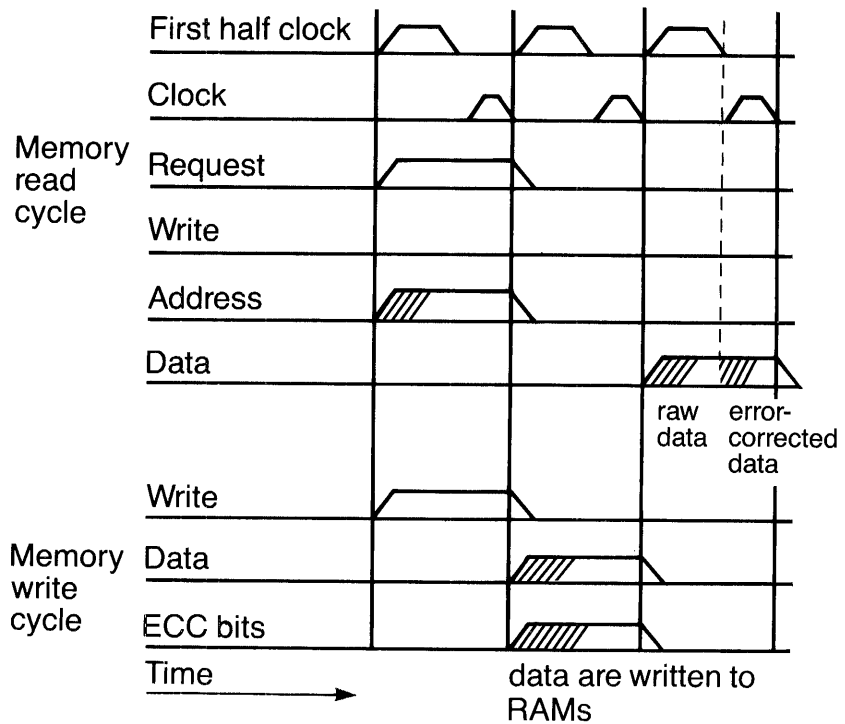 First half clock
Clock
Memory
read
cycle
Request
Write
Address
Data
raw
data
error-
corrected
data
Write
Memory
write
cycle
Data
ECC bits
Time
data are written to
RAMs